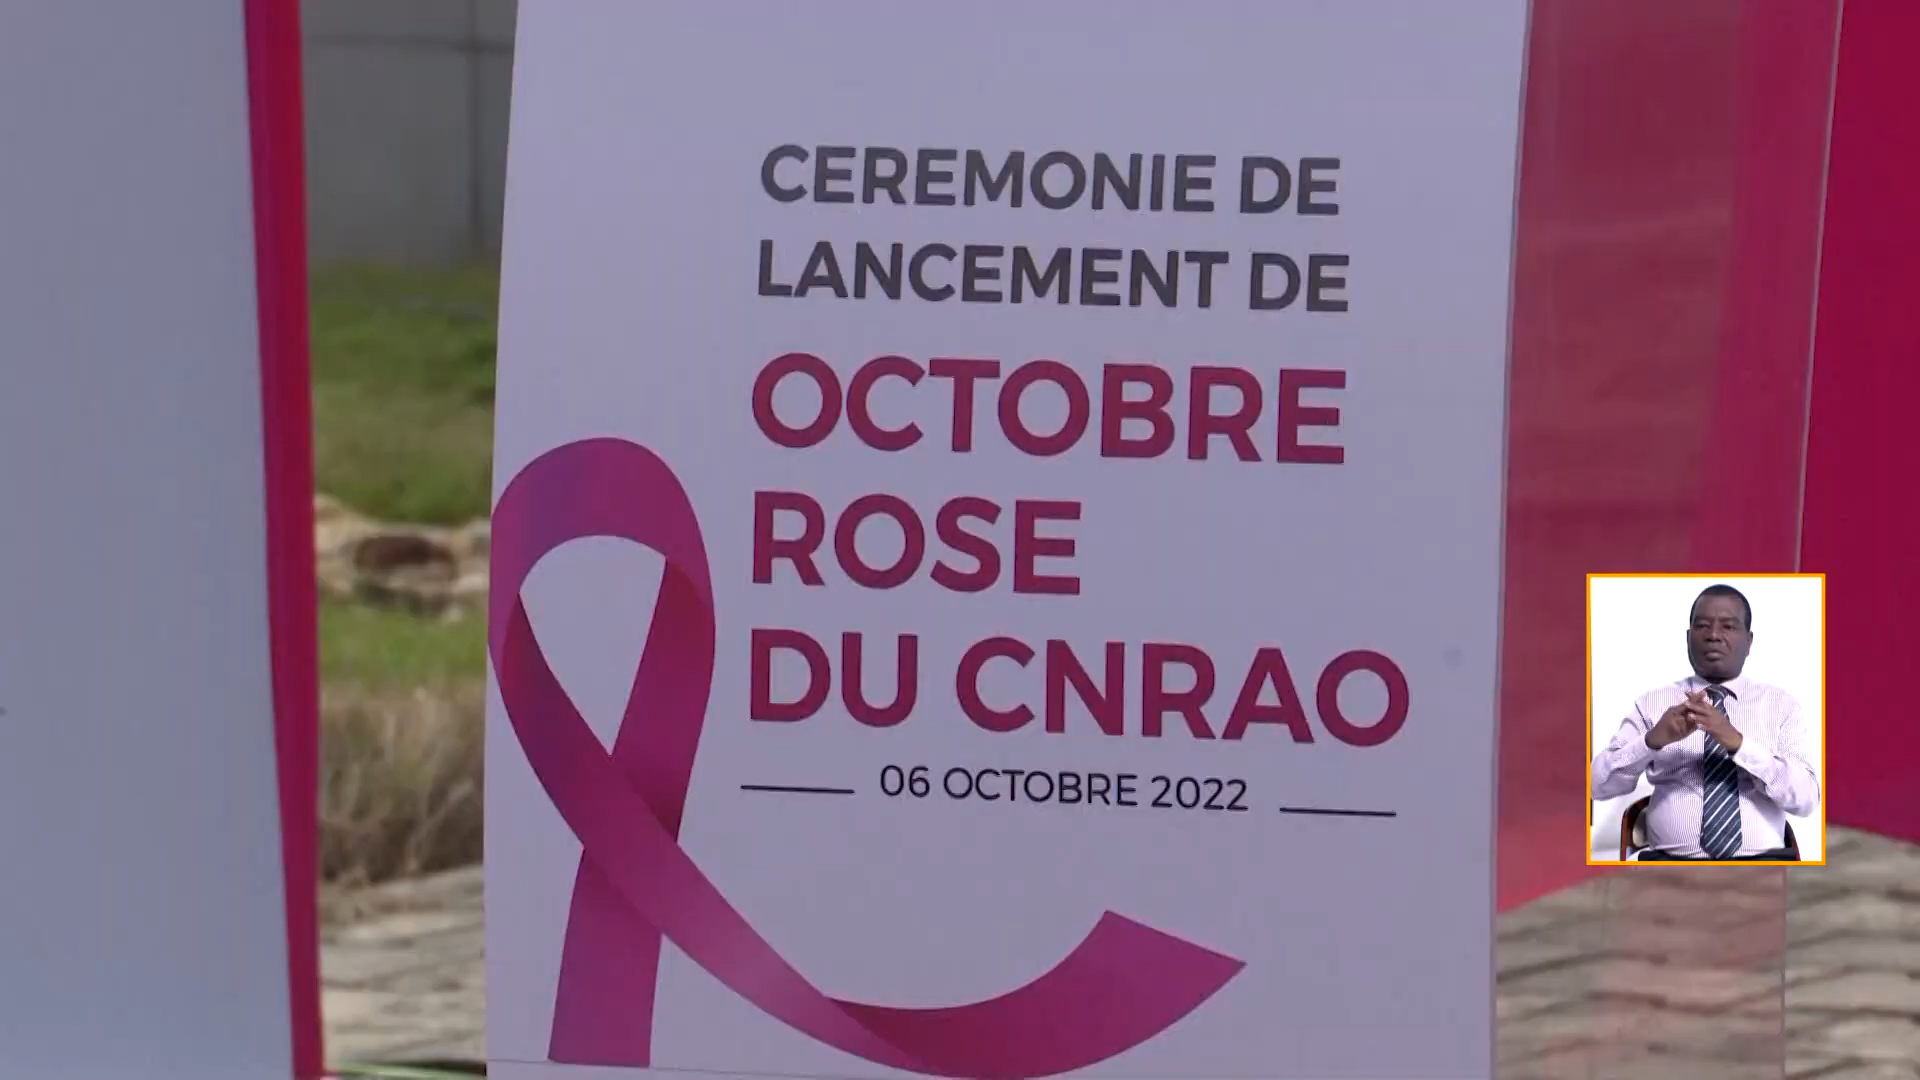 CEREMONIE DE
LANCEMENT DE
OCTOBRE
ROSE
DU CNRAO
06 OCTOBRE 2022